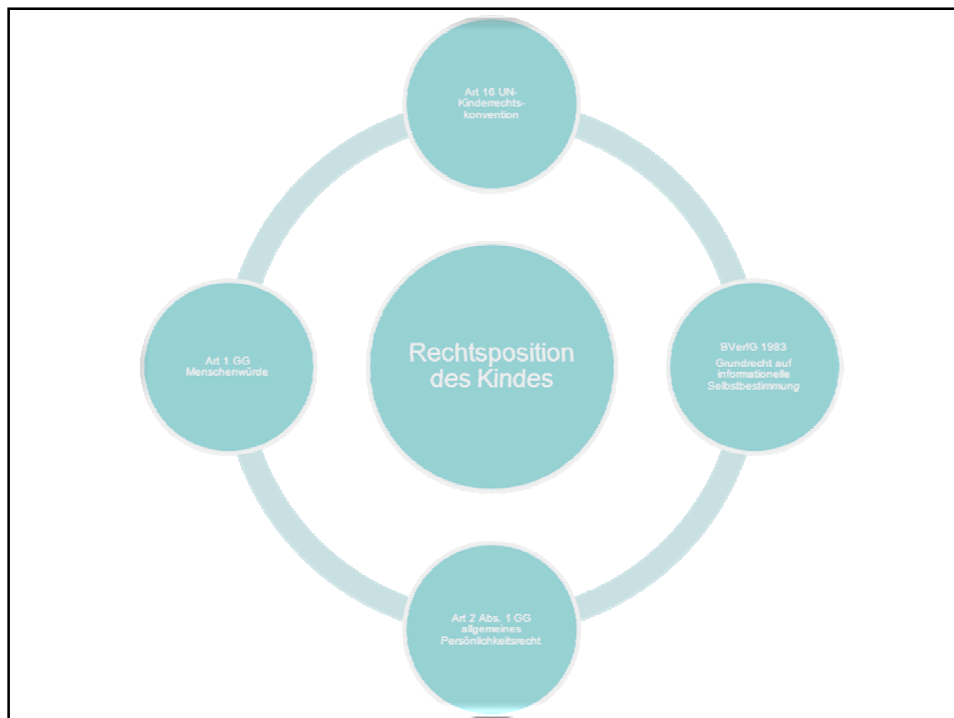 Art 16 UN-
Kinderrechts-
konvention
Art 1 GG
Menschenwürde
Rechtsposition
des Kindes
BVerfG 1983
Grundrecht auf
informationelle
Selbstbestimmung
Art 2 Abs. 1 GG
allgemeines
Persönlichkeitsrecht